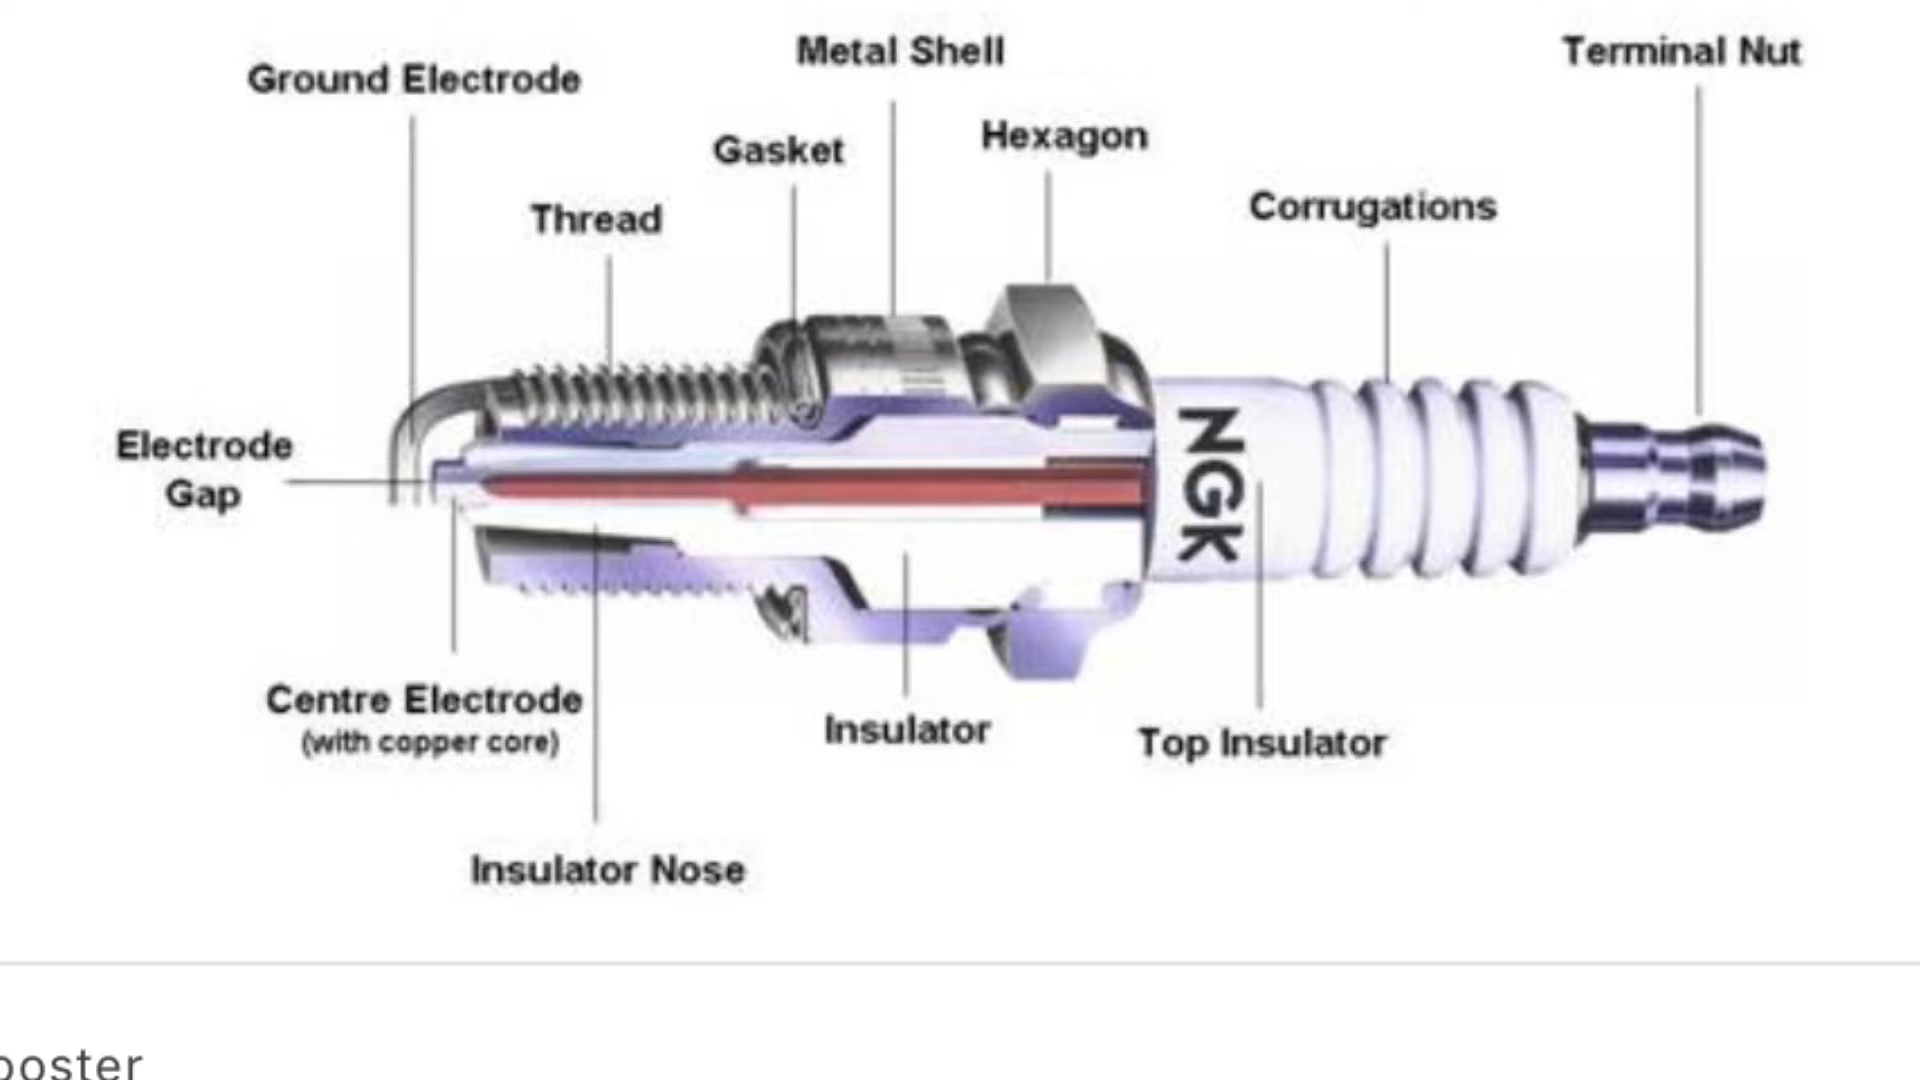 Metal Shell
Terminal Nut
Ground Electrode
Hexagon
Gasket
Corrugations
Thread
Electrode
Gap
NGK
Centre Electrode
(with copper core)
Insulator
Top Insulator
Insulator Nose